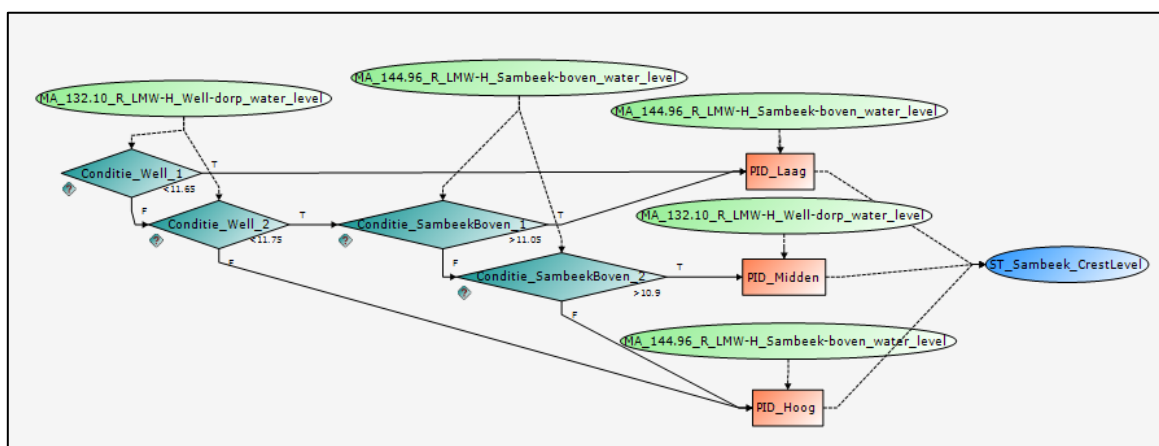 MA_144.96_R_LMW-H_Sambeek-boven_water_level
MA_132.10_R_LMW-H_Well-dorp_water_level
MA_144.96_R_LMW-H_Sambeek-boven_water_level
Conditie_Well_1
T
<11.65
?
PID_Laag
F
Conditie_Well_2
T
<11.75
?
Conditie_SambeekBoven_1
T
>11.05
?
MA_132.10_R_LMW-H_Well-dorp_water_level
F
F
Conditie_SambeekBoven_2
T
>10.9
?
PID_Midden
ST_Sambeek_CrestLevel
F
MA_144.96_R_LMW-H_Sambeek-boven_water_level
PID_Hoog